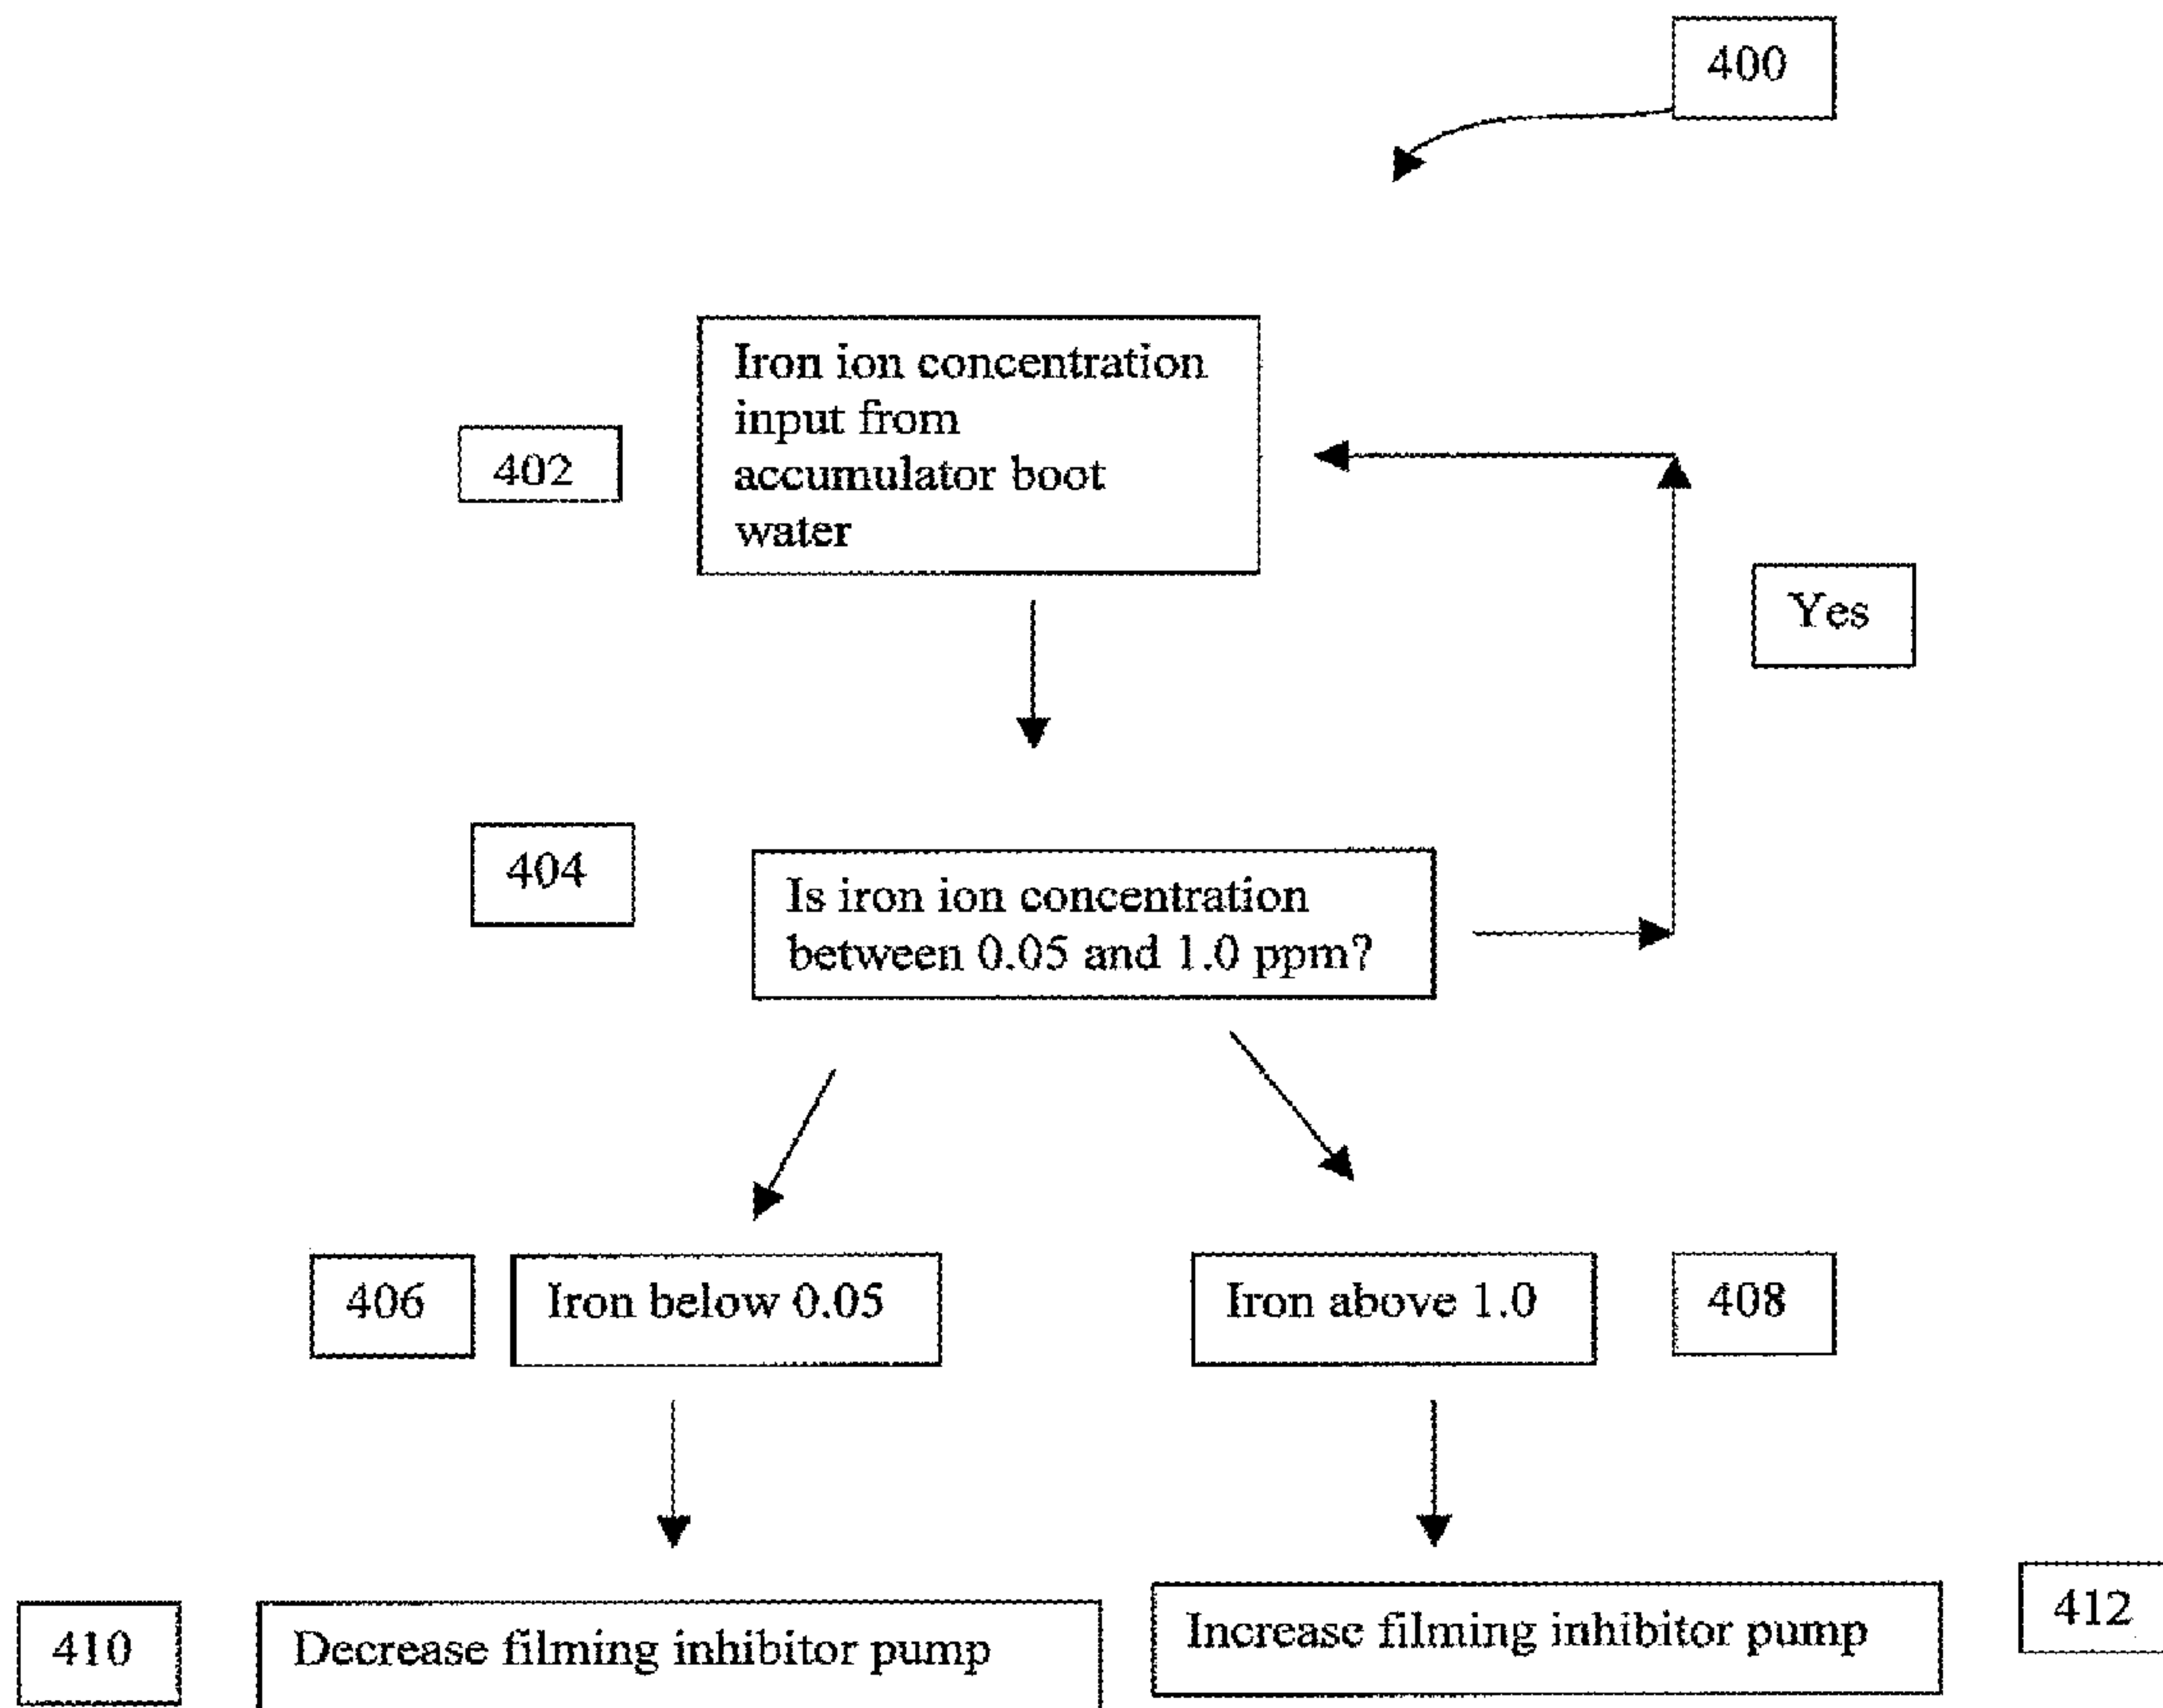 400
Iron ion concentration
input from
accumulator boot
water
402
Yes
404
Is iron ion concentration
between 0.05 and 1.0 ppm?
406
Iron below 0.05
Iron above 1.0
408
410
Decrease filming inhibitor pump
Increase filming inhibitor pump
412